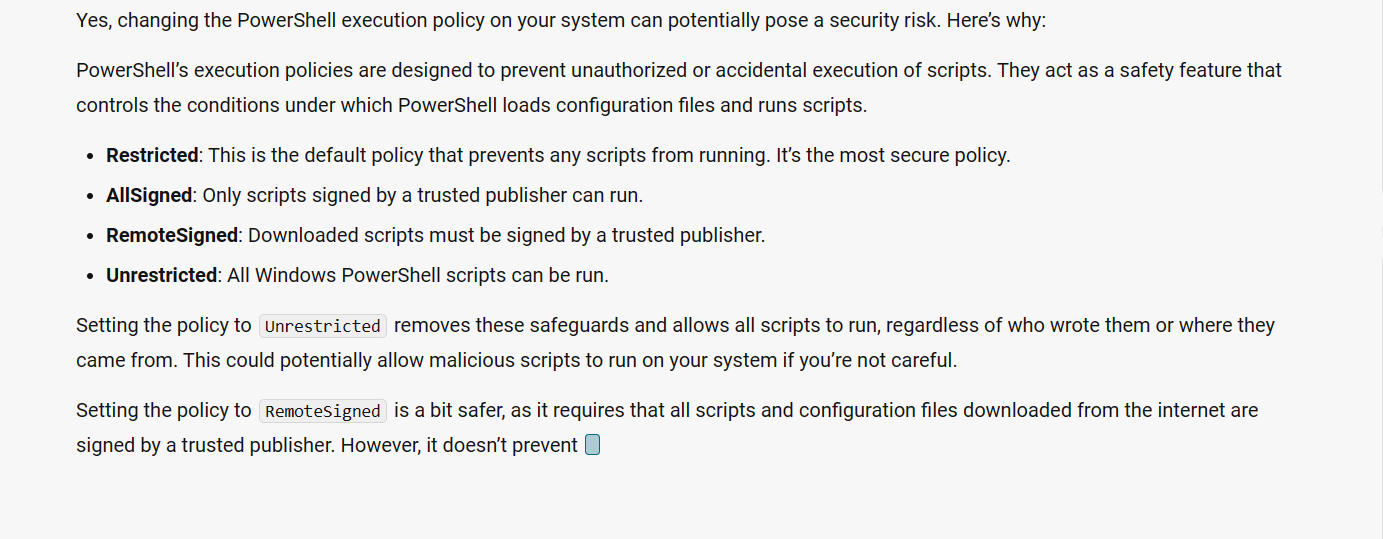 Yes, changing the PowerShell execution policy on your system can potentially pose a security risk. Here’s why:
PowerShell’s execution policies are designed to prevent unauthorized or accidental execution of scripts. They act as a safety feature that
controls the conditions under which PowerShell loads configuration files and runs scripts.
• Restricted: This is the default policy that prevents any scripts from running. It’s the most secure policy.
• AllSigned: Only scripts signed by a trusted publisher can run.
• RemoteSigned: Downloaded scripts must be signed by a trusted publisher.
• Unrestricted: All Windows PowerShell scripts can be run.
Setting the policy to Unrestricted removes these safeguards and allows all scripts to run, regardless of who wrote them or where they
came from. This could potentially allow malicious scripts to run on your system if you’re not careful.
Setting the policy to RemoteSigned is a bit safer, as it requires that all scripts and configuration files downloaded from the internet are
signed by a trusted publisher. However, it doesn’t prevent